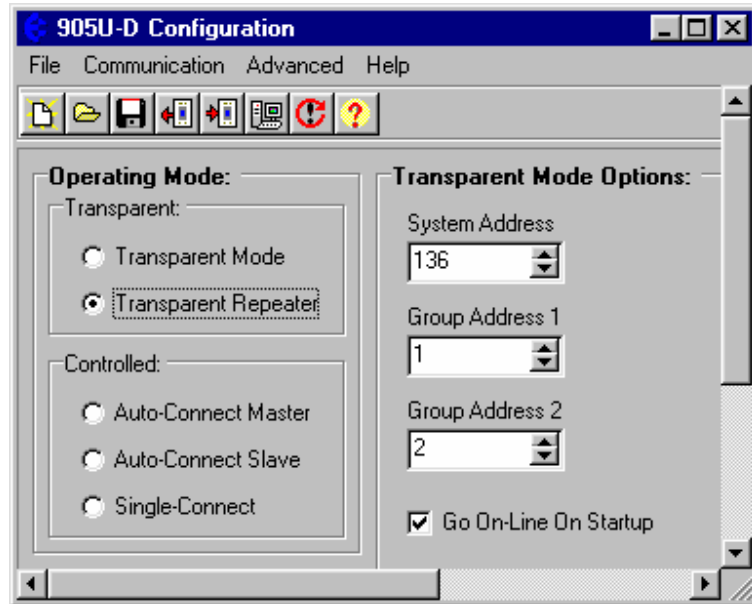 905U-D Configuration
File Communication Advanced Help
Operating Mode:
Transparent:
Transparent Mode
Transparent Repeater
Controlled:
Auto-Connect Master
Auto-Connect Slave
Single-Connect
Transparent Mode Options:
System Address
136
Group Address 1
1
Group Address 2
2
Go On-Line On Startup